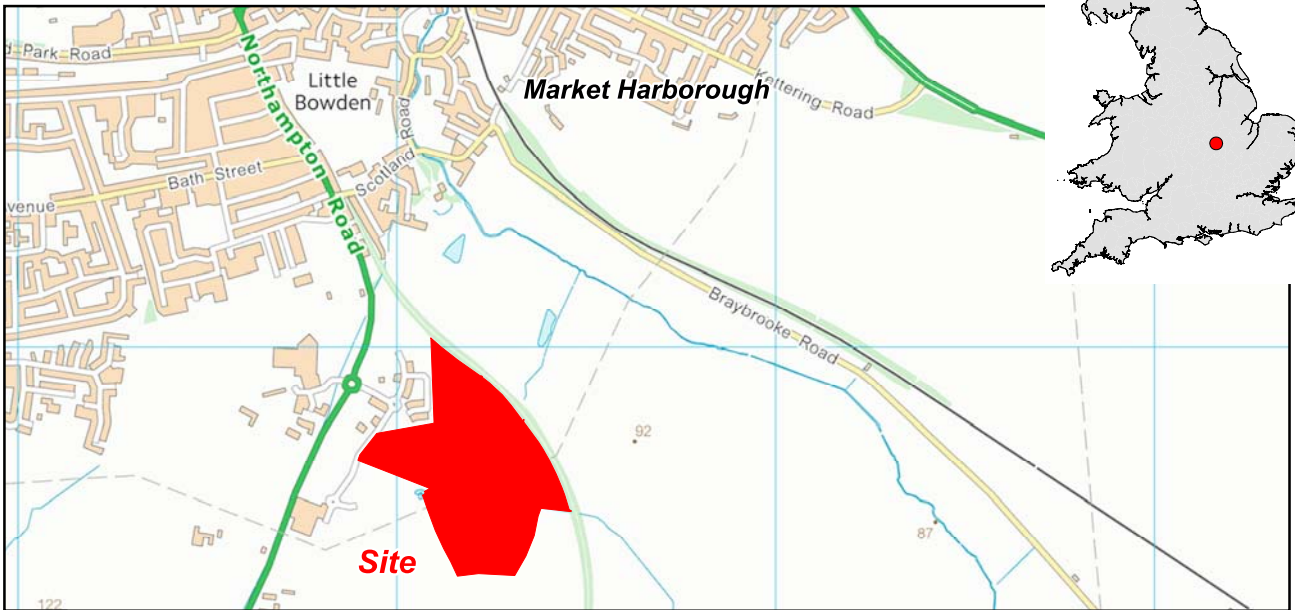 d Park Road
Northampton Road
Little
Bowden
Scotland Road
Market Harborough
Kettering Road
Bath Street
venue
Braybrooke Road
92
87
Site
122